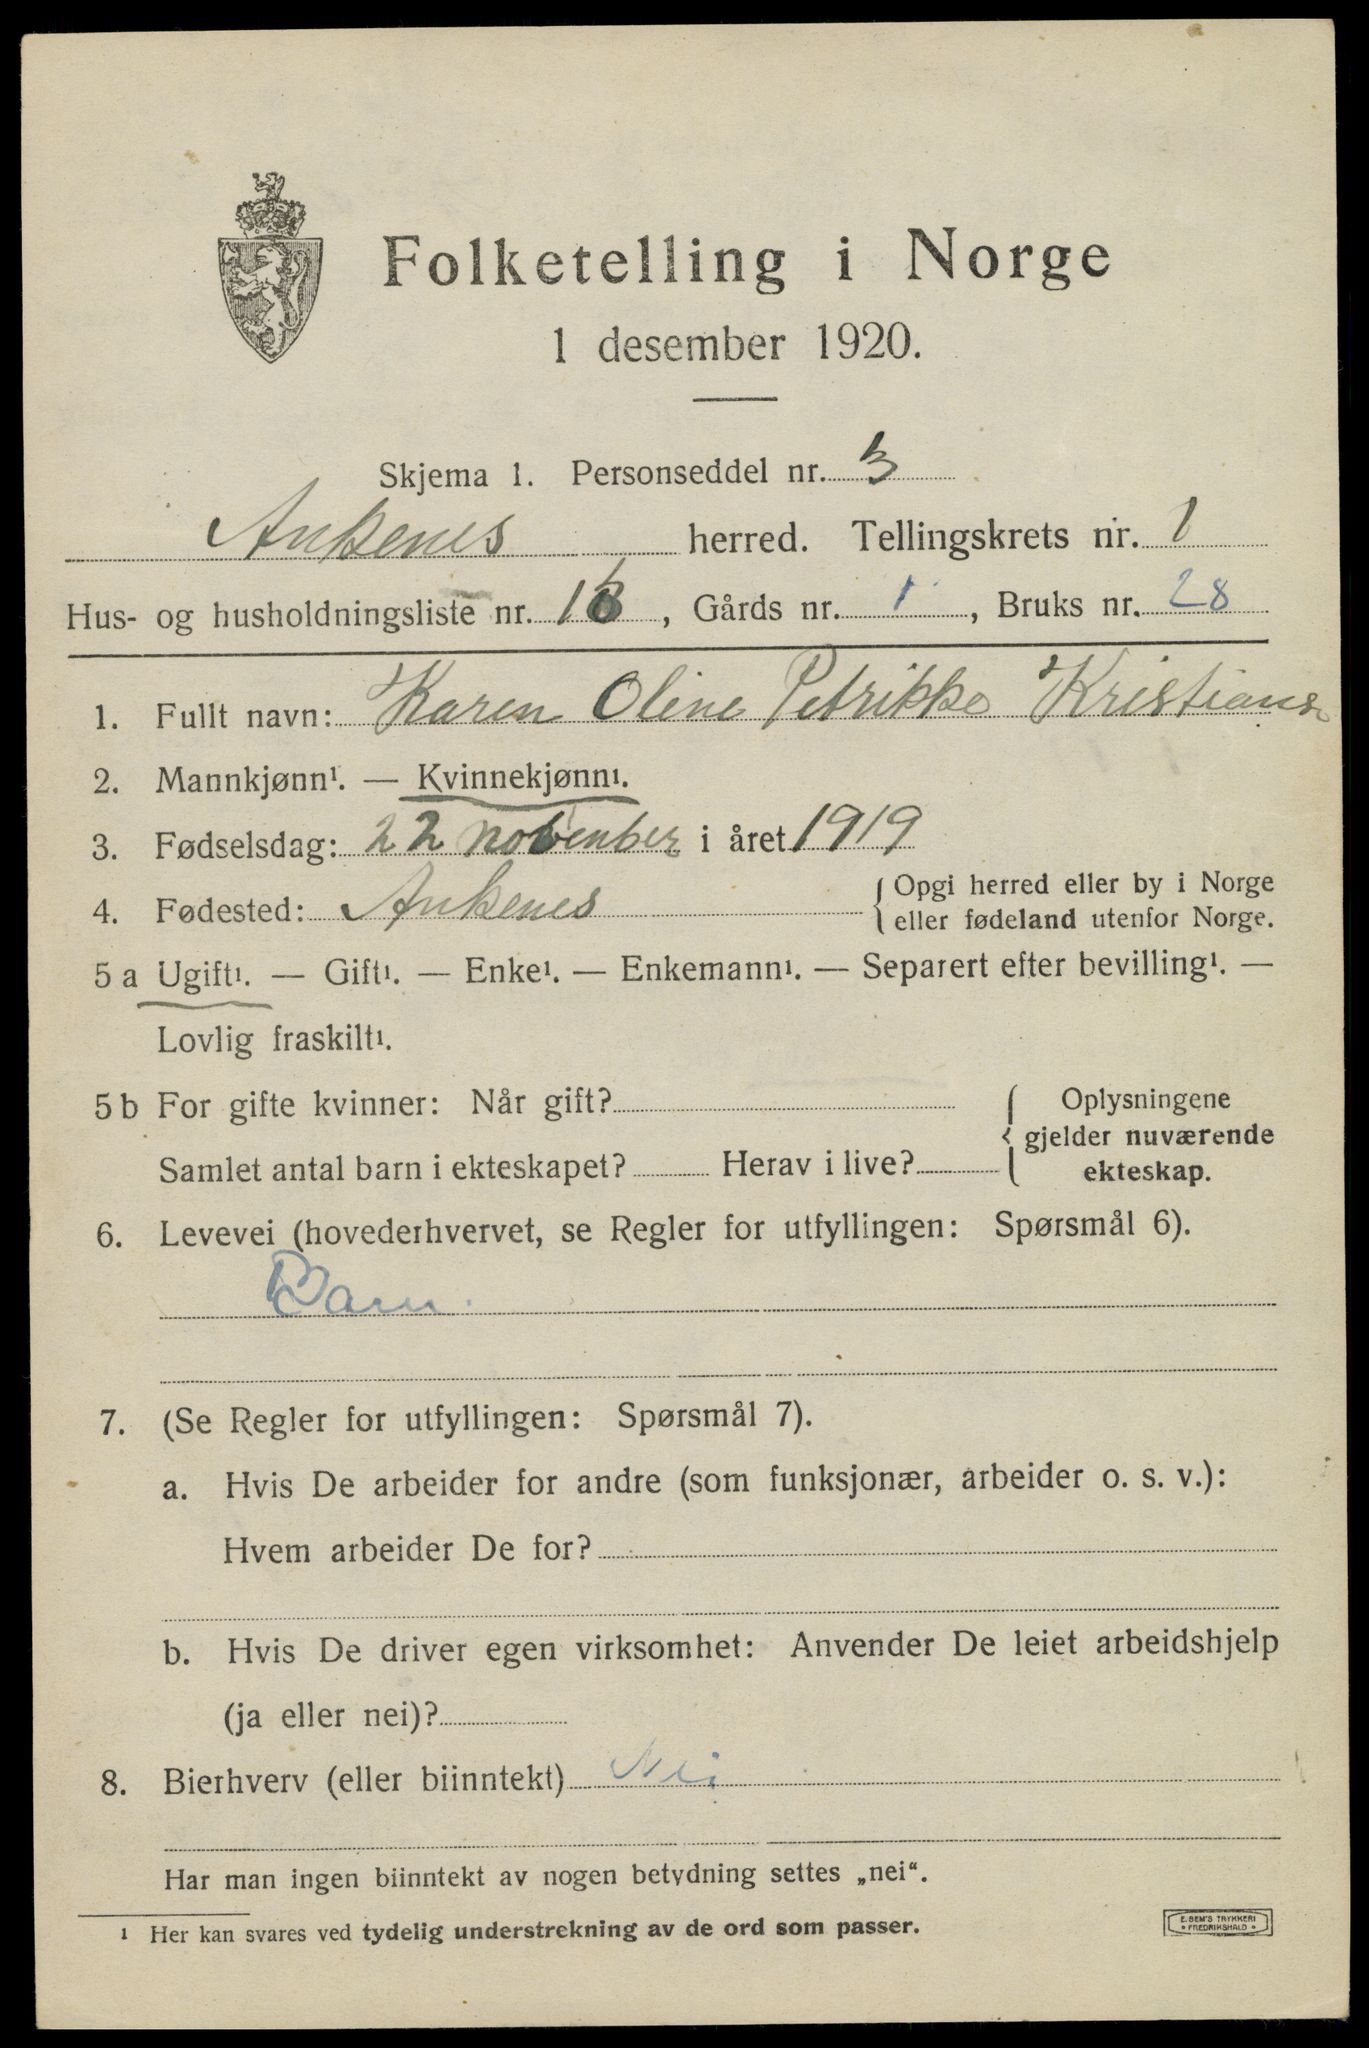 Folketelling i Norge
1 desember 1920.
Skjema 1. Personseddel nr. 3
Ankenes herred. Tellingskrets nr. 1
Hus- og husholdningsliste nr. , Gårds nr. 1, Bruks nr. 28
1. Fullt navn: Karen Oline Petrikke Kristians
2. Mannkjønn¹. — Kvinnekjønn¹.
3. Fødselsdag: 22 november i året 1919
4. Fødested: Ankenes { Opgi herred eller by i Norge
eller fødeland utenfor Norge.
5 a Ugift¹. — Gift¹. — Enke¹. — Enkemann¹. — Separert efter bevilling¹. —
Lovlig fraskilt¹.
5 b For gifte kvinner: Når gift? { Oplysningene
gjelder nuværende
Samlet antal barn i ekteskapet? Herav i live? ekteskap.
6. Levevei (hovederhvervet, se Regler for utfyllingen: Spørsmål 6).
Barn.
7. (Se Regler for utfyllingen: Spørsmål 7).
a. Hvis De arbeider for andre (som funksjonær, arbeider o. s. v.):
Hvem arbeider De for?
b. Hvis De driver egen virksomhet: Anvender De leiet arbeidshjelp
(ja eller nei)?
8. Bierhverv (eller biinntekt) Nei
Har man ingen biinntekt av nogen betydning settes „nei“.
¹ Her kan svares ved tydelig understrekning av de ord som passer.
E. SEM'S TRYKKERI
• FREDRIKSHALD •